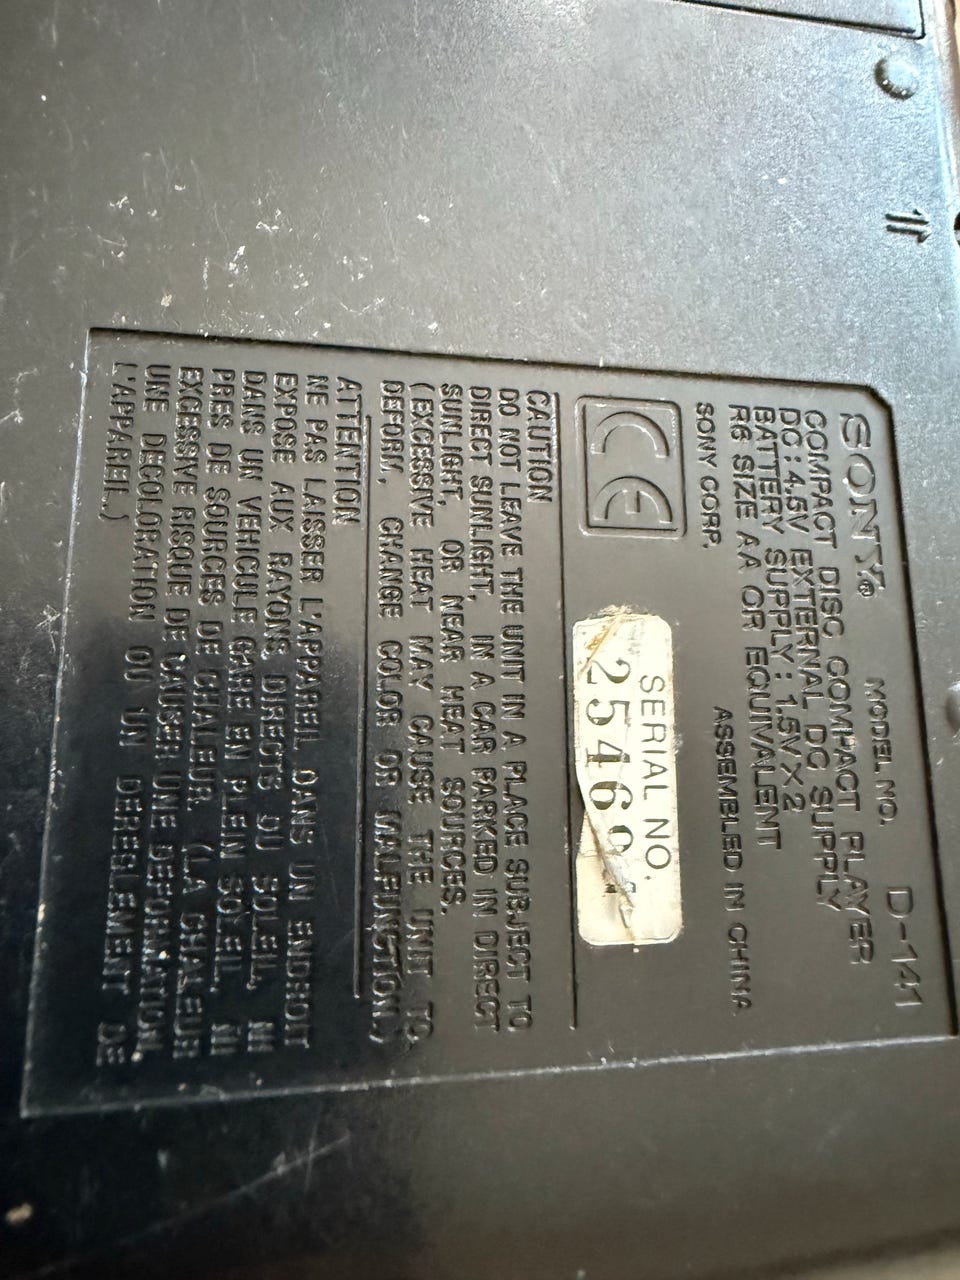 SONY® MODEL NO. D-141
COMPACT DISC COMPACT PLAYER
DC : 4.5V EXTERNAL DC SUPPLY
BATTERY SUPPLY : 1.5V X 2
R6 SIZE AA OR EQUIVALENT
SONY CORP. ASSEMBLED IN CHINA
CE
SERIAL NO.
CAUTION
DO NOT LEAVE THE UNIT IN A PLACE SUBJECT TO
DIRECT SUNLIGHT, IN A CAR PARKED IN DIRECT
SUNLIGHT, OR NEAR HEAT SOURCES.
(EXCESSIVE HEAT MAY CAUSE THE UNIT TO
DEFORM, CHANGE COLOR OR MALFUNCTION.)
ATTENTION
NE PAS LAISSER L'APPAREIL DANS UN ENDROIT
EXPOSE AUX RAYONS DIRECTS DU SOLEIL, NI
DANS UN VEHICULE GARE EN PLEIN SOLEIL, NI
PRES DE SOURCES DE CHALEUR. (LA CHALEUR
EXCESSIVE RISQUE DE CAUSER UNE DEFORMATION,
UNE DECOLORATION OU UN DEREGLEMENT DE
L'APPAREIL.)